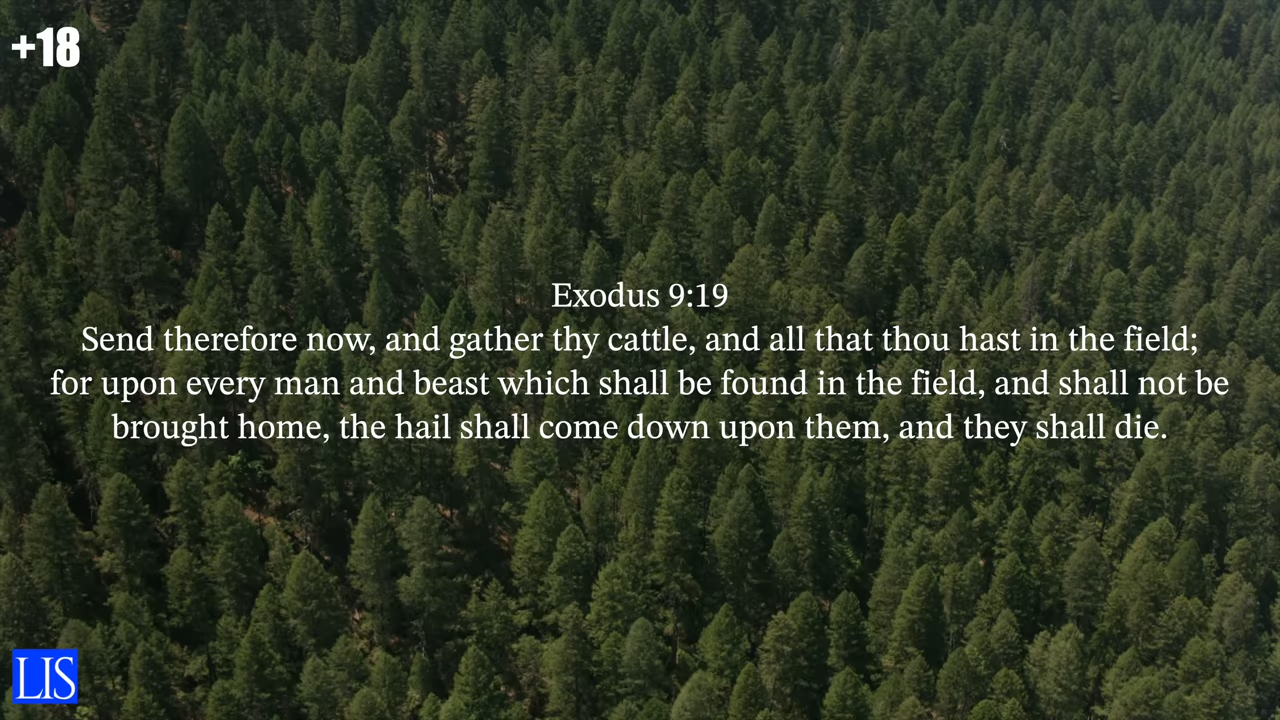 +18
Exodus 9:19
Send therefore now, and gather thy cattle, and all that thou hast in the field;
for upon every man and beast which shall be found in the field, and shall not be
brought home, the hail shall come down upon them, and they shall die.
LIS